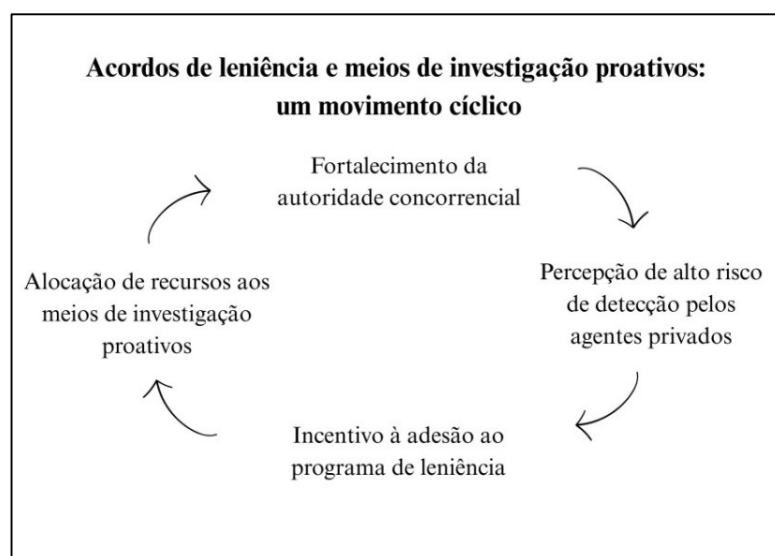 Acordos de leniência e meios de investigação proativos:
um movimento cíclico
Fortalecimento da
autoridade concorrencial
Percepção de alto risco
de detecção pelos
agentes privados
Incentivo à adesão ao
programa de leniência
Alocação de recursos aos
meios de investigação
proativos